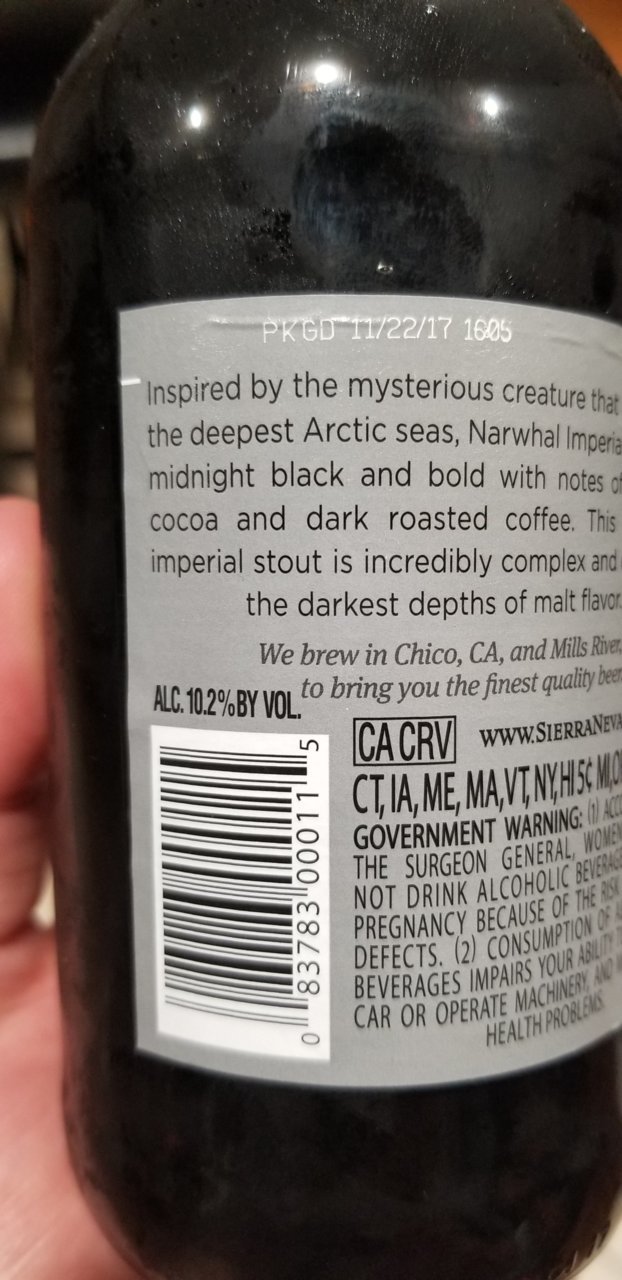 PKGD 11/22/17 1605
Inspired by the mysterious creature that
the deepest Arctic seas, Narwhal
midnight black and bold with notes of
cocoa and dark roasted coffee. This
imperial stout is incredibly complex and
the darkest depths of malt flavor.
We brew in Chico, CA, and Mills River,
to bring you the finest quality beer
ALC. 10.2% BY VOL.
CA CRV
CT, IA, ME, MA, VT, NY, HI 5¢ MI,
GOVERNMENT WARNING: (1)
THE SURGEON GENERAL, WOMEN
NOT DRINK ALCOHOLIC
PREGNANCY BECAUSE OF THE RISK
DEFECTS. (2) CONSUMPTION OF
BEVERAGES IMPAIRS YOUR ABILITY
CAR OR OPERATE MACHINERY, AND
HEALTH PROBLEMS.
0 83783 00011 5